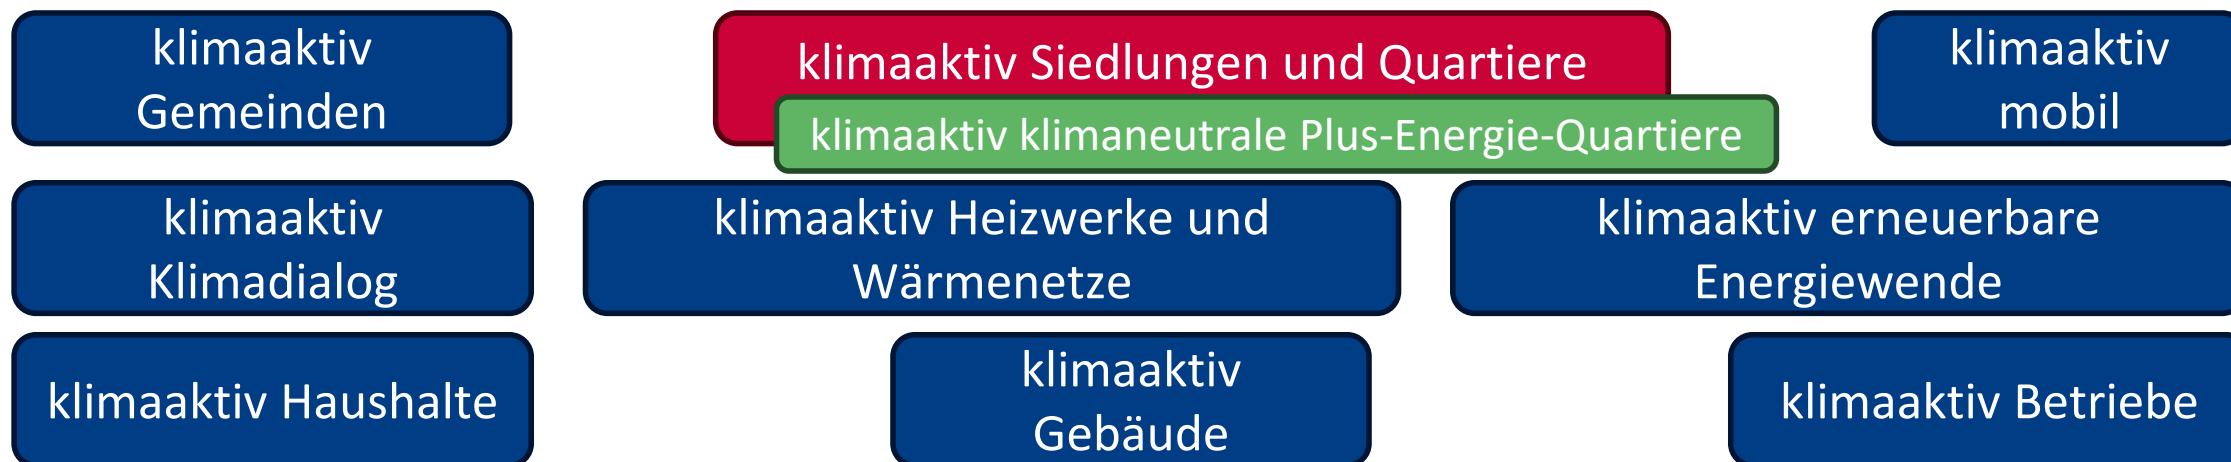 klimaaktiv
Gemeinden
klimaaktiv Siedlungen und Quartiere
klimaaktiv klimaneutrale Plus-Energie-Quartiere
klimaaktiv
mobil
klimaaktiv
Klimadialog
klimaaktiv Heizwerke und
Wärmenetze
klimaaktiv erneuerbare
Energiewende
klimaaktiv Haushalte
klimaaktiv
Gebäude
klimaaktiv Betriebe